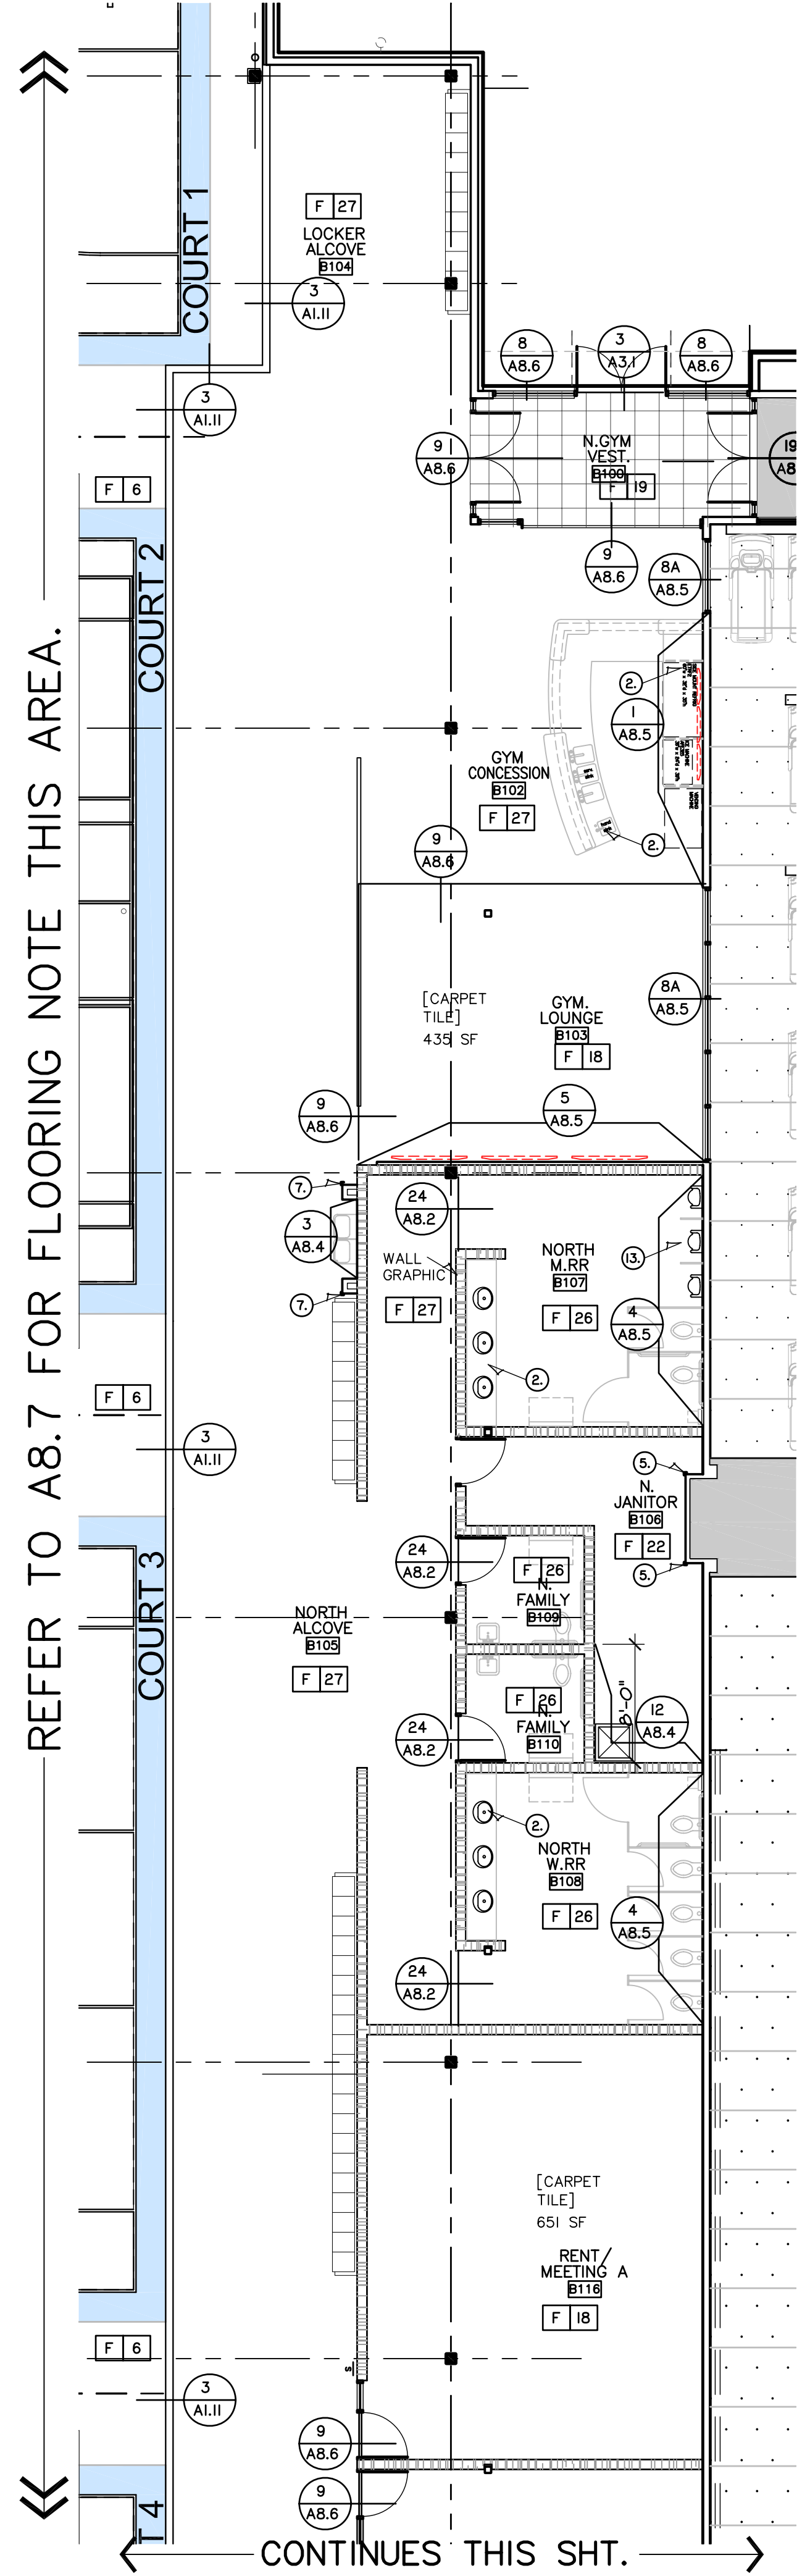 REFER TO A8.7 FOR FLOORING NOTE THIS AREA.
COURT 1
F 27
LOCKER
ALCOVE
B104
3
A1.11
3
A1.11
8
A8.6
3
A3.1
8
A8.6
9
A8.6
N.GYM
VEST.
B100
F 19
19
F 6
COURT 2
9
A8.6
8A
A8.5
2.
1
A8.5
GYM
CONCESSION
B102
F 27
2.
9
A8.6
[CARPET
TILE]
435 SF
8A
A8.5
GYM.
LOUNGE
B103
F 18
9
A8.6
5
A8.5
7.
24
A8.2
3
A8.4
WALL
GRAPHIC
NORTH
M.RR
B107
13.
7.
F 27
F 26
4
A8.5
2.
F 6
3
A1.11
5.
N.
JANITOR
B106
F 22
5.
COURT 3
24
A8.2
F 26
N.
FAMILY
B109
NORTH
ALCOVE
B105
F 27
F 26
N.
FAMILY
B110
8'-0"
12
A8.4
24
A8.2
2.
NORTH
W.RR
B108
F 26
4
A8.5
24
A8.2
[CARPET
TILE]
651 SF
RENT/
MEETING A
B116
F 18
F 6
S
3
A1.11
9
A8.6
9
A8.6
T 4
CONTINUES THIS SHT.